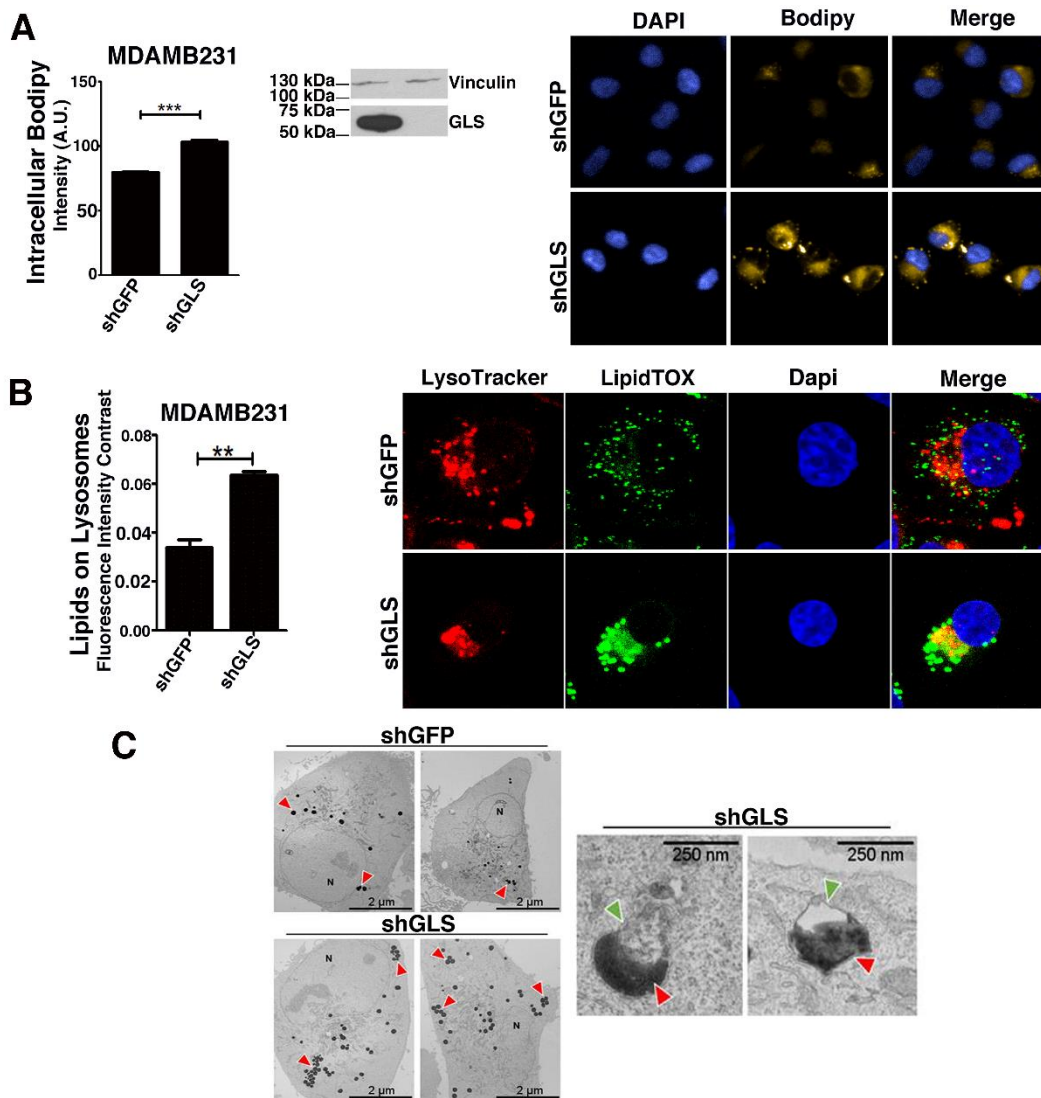 A
MDAMB231
Intracellular Bodipy
Intensity (A.U.)
150
100
50
0
***
shGFP
shGLS
130 kDa
100 kDa
75 kDa
50 kDa
Vinculin
GLS
DAPI
Bodipy
Merge
shGFP
shGLS
B
MDAMB231
Lipids on Lysosomes
Fluorescence Intensity Contrast
0.08
0.06
0.04
0.02
0.00
**
shGFP
shGLS
LysoTracker
LipidTOX
Dapi
Merge
shGFP
shGLS
C
shGFP
N
2 µm
N
2 µm
shGLS
N
2 µm
N
2 µm
shGLS
250 nm
250 nm